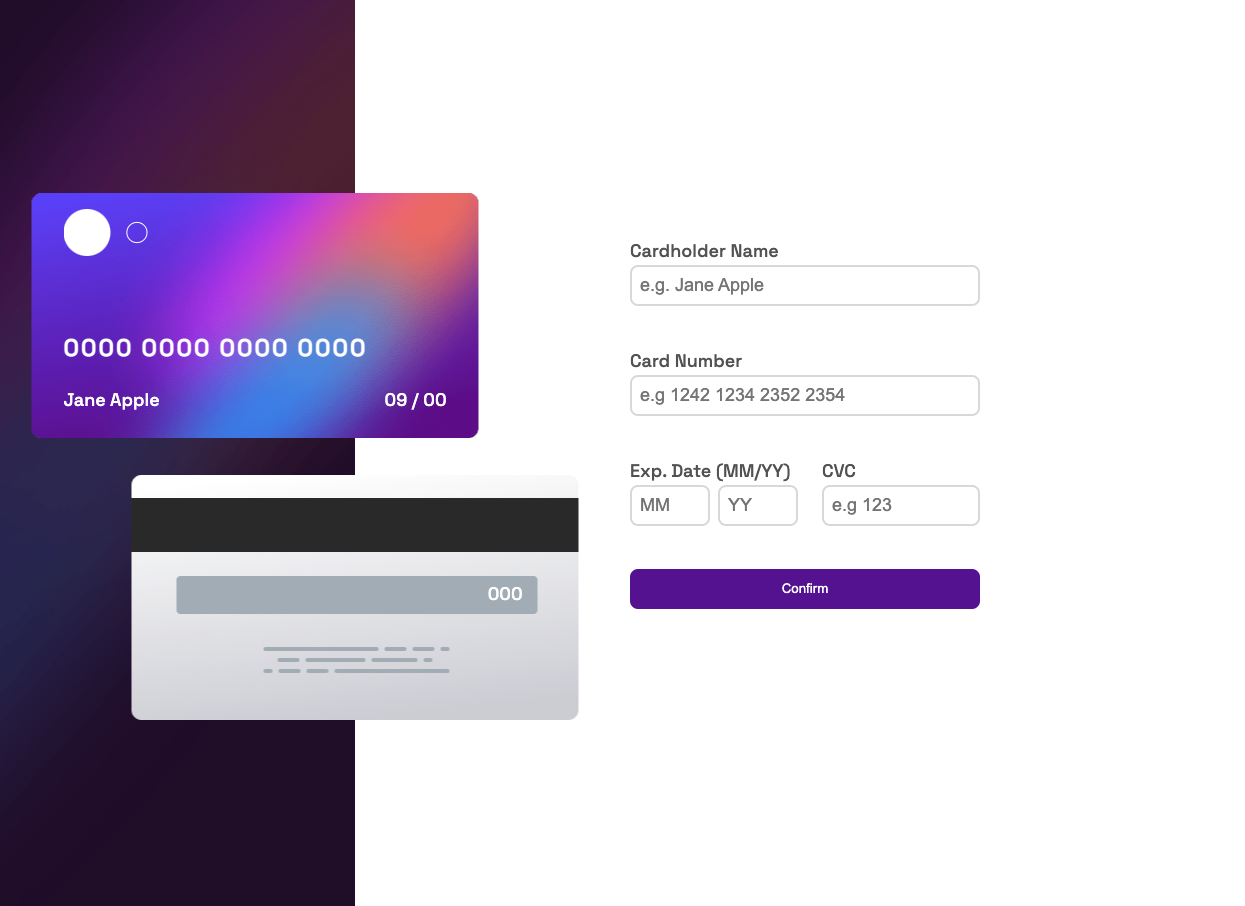 0000 0000 0000 0000
Jane Apple 09 / 00
000
Cardholder Name
e.g. Jane Apple
Card Number
e.g 1242 1234 2352 2354
Exp. Date (MM/YY) CVC
MM YY e.g 123
Confirm